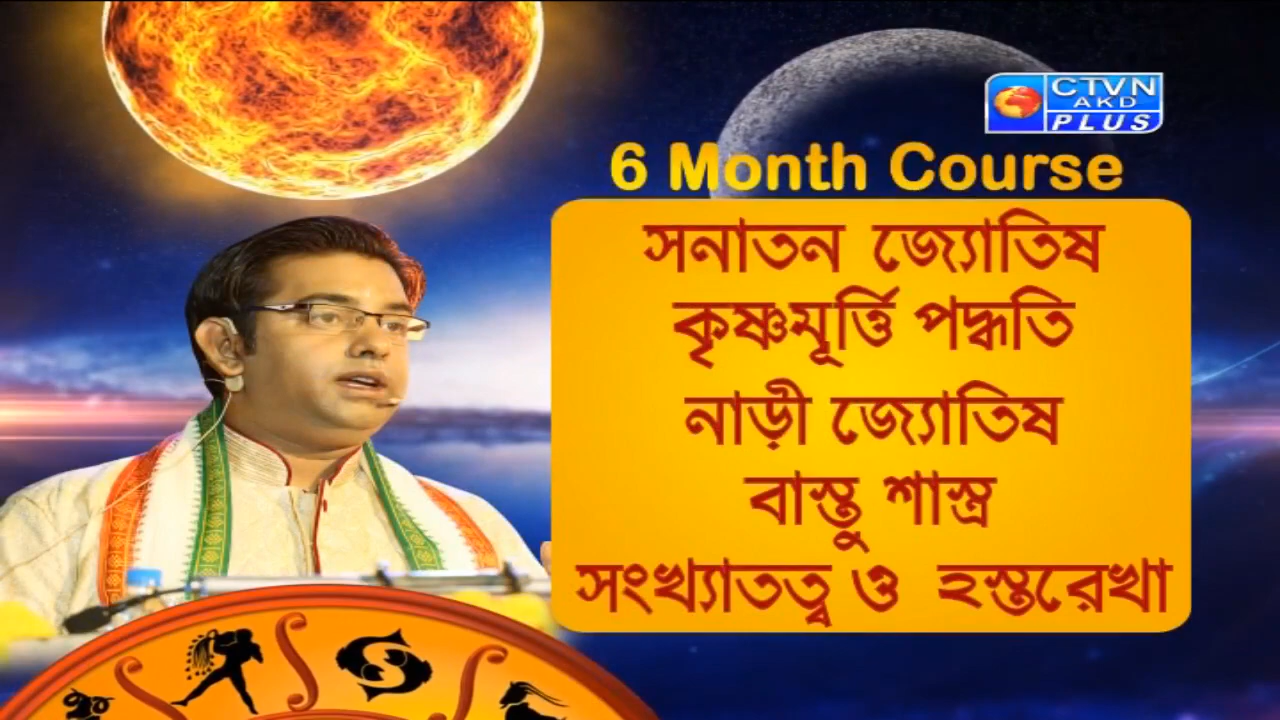 CTVN
AKD
PLUS
6 Month Course
সনাতন জ্যোতিষ
কৃষ্ণমূর্ত্তি পদ্ধতি
নাড়ী জ্যোতিষ
বাস্তু শাস্ত্র
সংখ্যাতত্ব ও হস্তরেখা